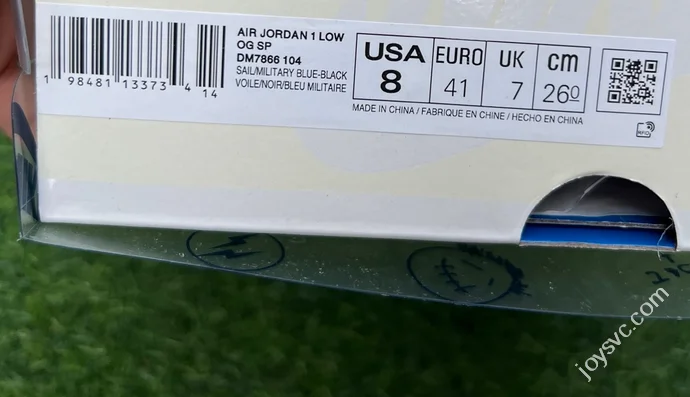 AIR JORDAN 1 LOW
OG SP
DM7866 104
SAIL/MILITARY BLUE-BLACK
VOILE/NOIR/BLEU MILITAIRE
1 98481 13373 4 14
USA
8
EURO
41
UK
7
cm
26.0
MADE IN CHINA / FABRIQUE EN CHINE / HECHO EN CHINA
RFID
joysvc.com